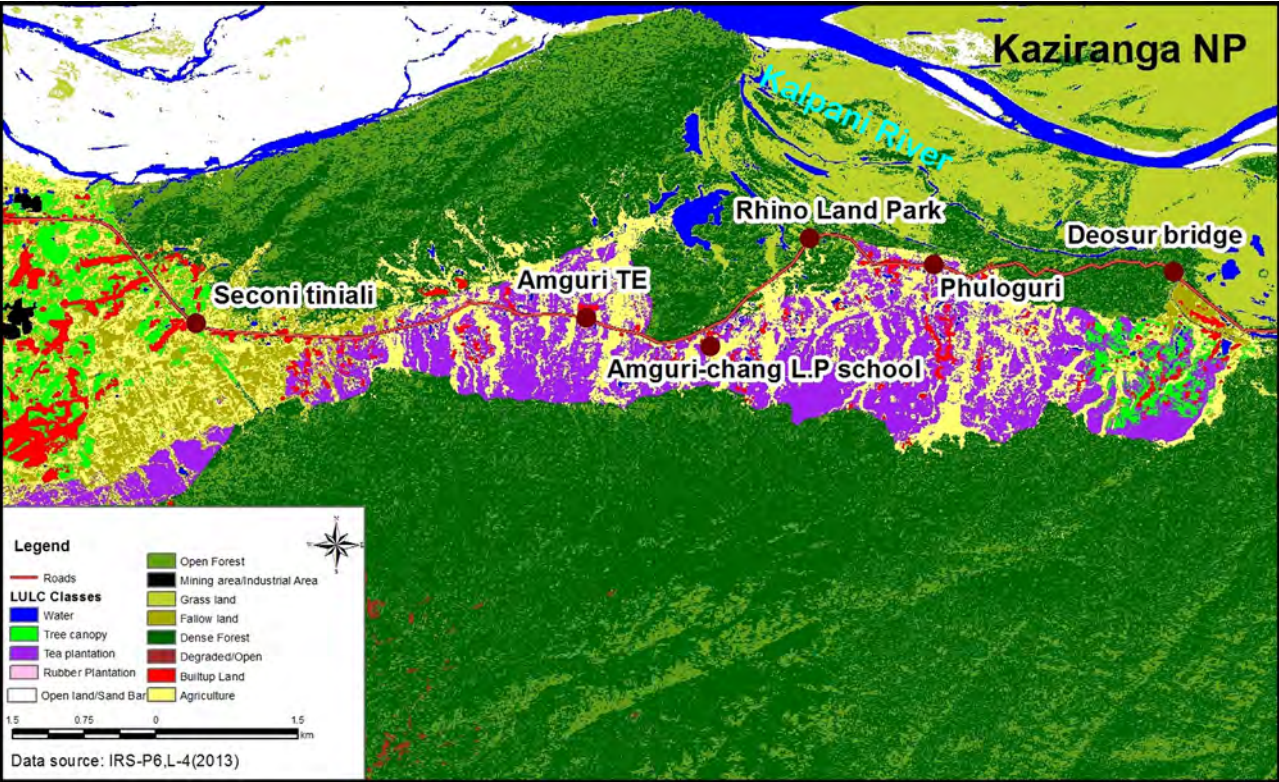 Kaziranga NP
Kalpani River
Rhino Land Park
Deosur bridge
Seconi tiniali
Amguri TE
Phuloguri
Amguri-chang L.P school
Legend
Roads
LULC Classes
Water
Tree canopy
Tea plantation
Rubber Plantation
Open land/Sand Bar
Open Forest
Mining area/Industrial Area
Grass land
Fallow land
Dense Forest
Degraded/Open
Builtup Land
Agriculture
1.5 0.75 0 1.5
km
Data source: IRS-P6,L-4(2013)